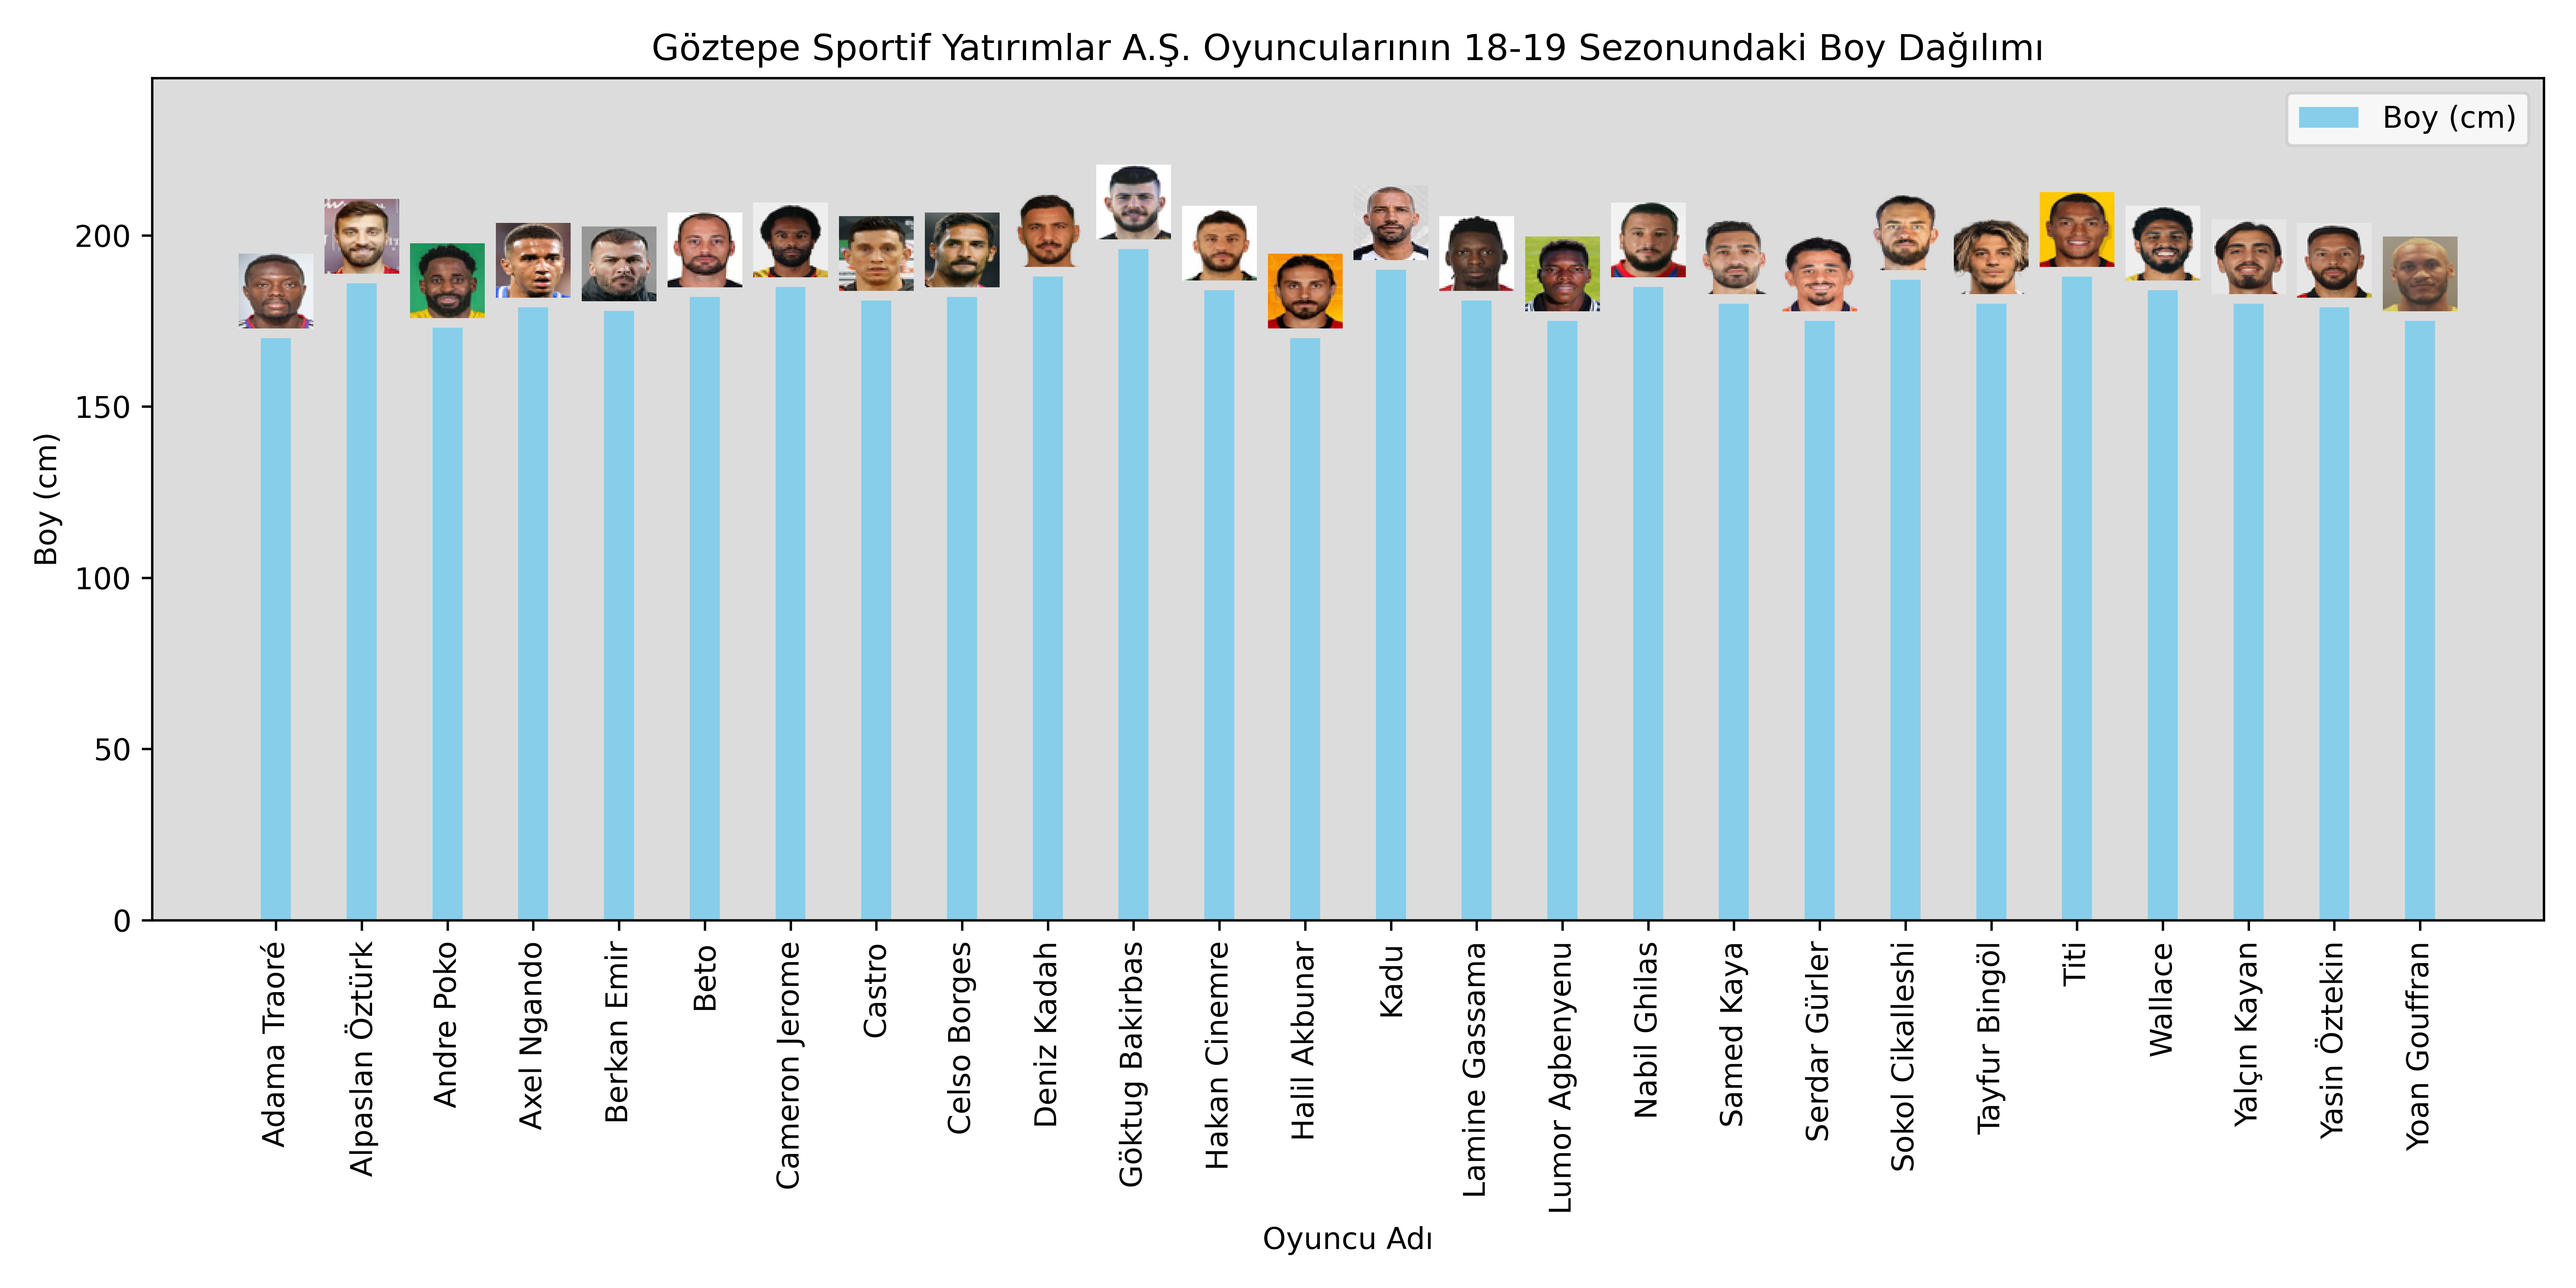 Göztepe Sportif Yatırımlar A.Ş. Oyuncularının 18-19 Sezonundaki Boy Dağılımı
Boy (cm)
Boy (cm)
200
150
100
50
0
Adama Traoré
Alpaslan Öztürk
Andre Poko
Axel Ngando
Berkan Emir
Beto
Cameron Jerome
Castro
Celso Borges
Deniz Kadah
Göktug Bakirbas
Hakan Cinemre
Halil Akbunar
Kadu
Lamine Gassama
Lumor Agbenyenu
Nabil Ghilas
Samed Kaya
Serdar Gürler
Sokol Cikalleshi
Tayfur Bingöl
Titi
Wallace
Yalçın Kayan
Yasin Öztekin
Yoan Gouffran
Oyuncu Adı